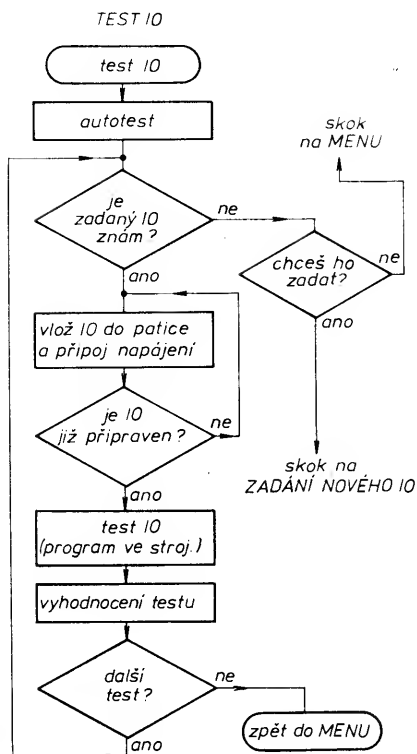 TEST IO
test IO
autotest
je
zadaný IO
znám?
ne
ano
skok
na MENU
chceš ho
zadat?
ne
ano
skok na
ZADÁNÍ NOVÉHO IO
vlož IO do patice
a připoj napájení
je IO
již připraven?
ne
ano
test IO
(program ve stroj.)
vyhodnocení testu
další
test?
ne
ano
zpět do MENU